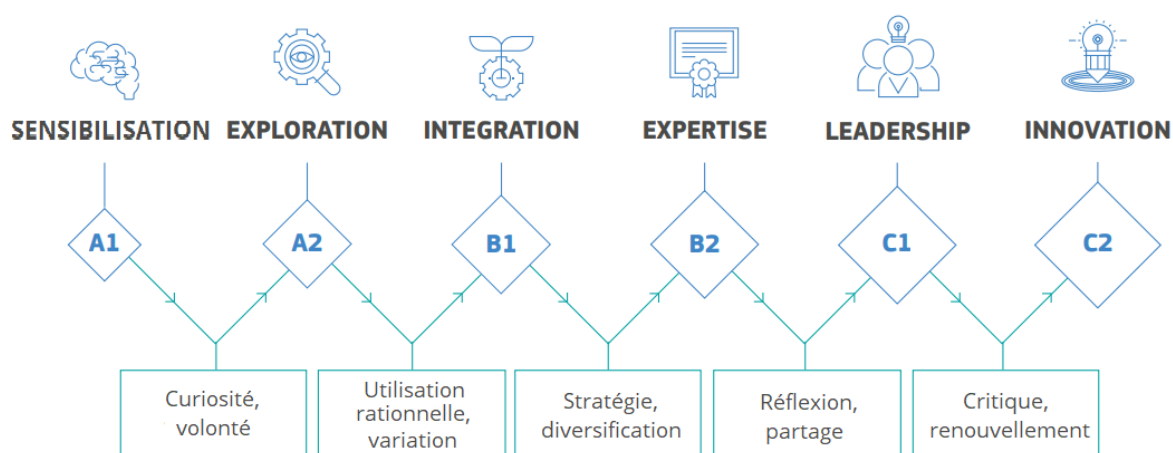 SENSIBILISATION EXPLORATION INTEGRATION EXPERTISE LEADERSHIP INNOVATION
A1 A2 B1 B2 C1 C2
Curiosité,
volonté
Utilisation
rationnelle,
variation
Stratégie,
diversification
Réflexion,
partage
Critique,
renouvellement